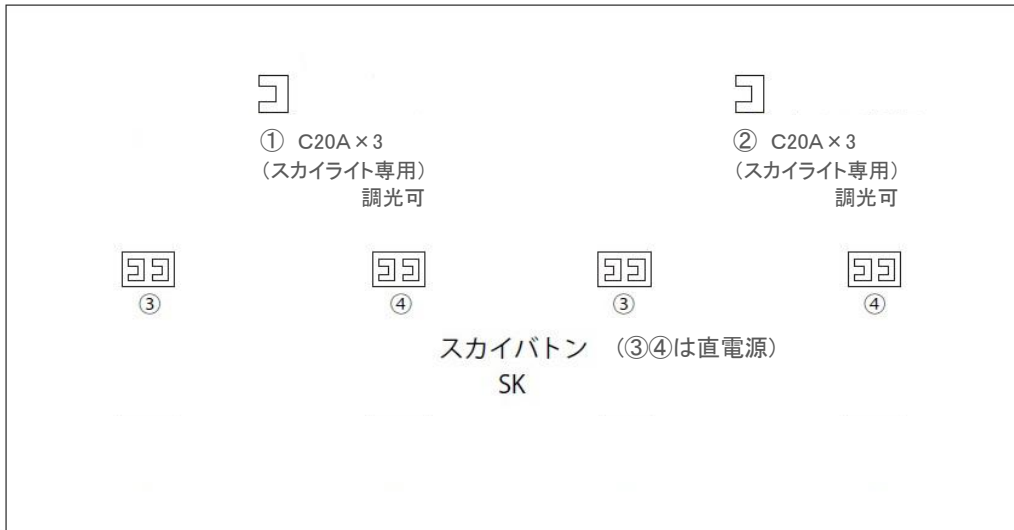 ① C20A×3
(スカイライト専用)
調光可
② C20A×3
(スカイライト専用)
調光可
③
④
③
④
スカイバトン (③④は直電源)
SK